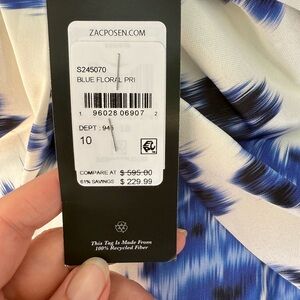 ZACPOSEN.COM
S245070
BLUE FLORAL PRI
1 96028 06907 2
DEPT : 945
10
COMPARE AT $ 595.00
61% SAVINGS $ 229.99
This Tag Is Made From
100% Recycled Fiber